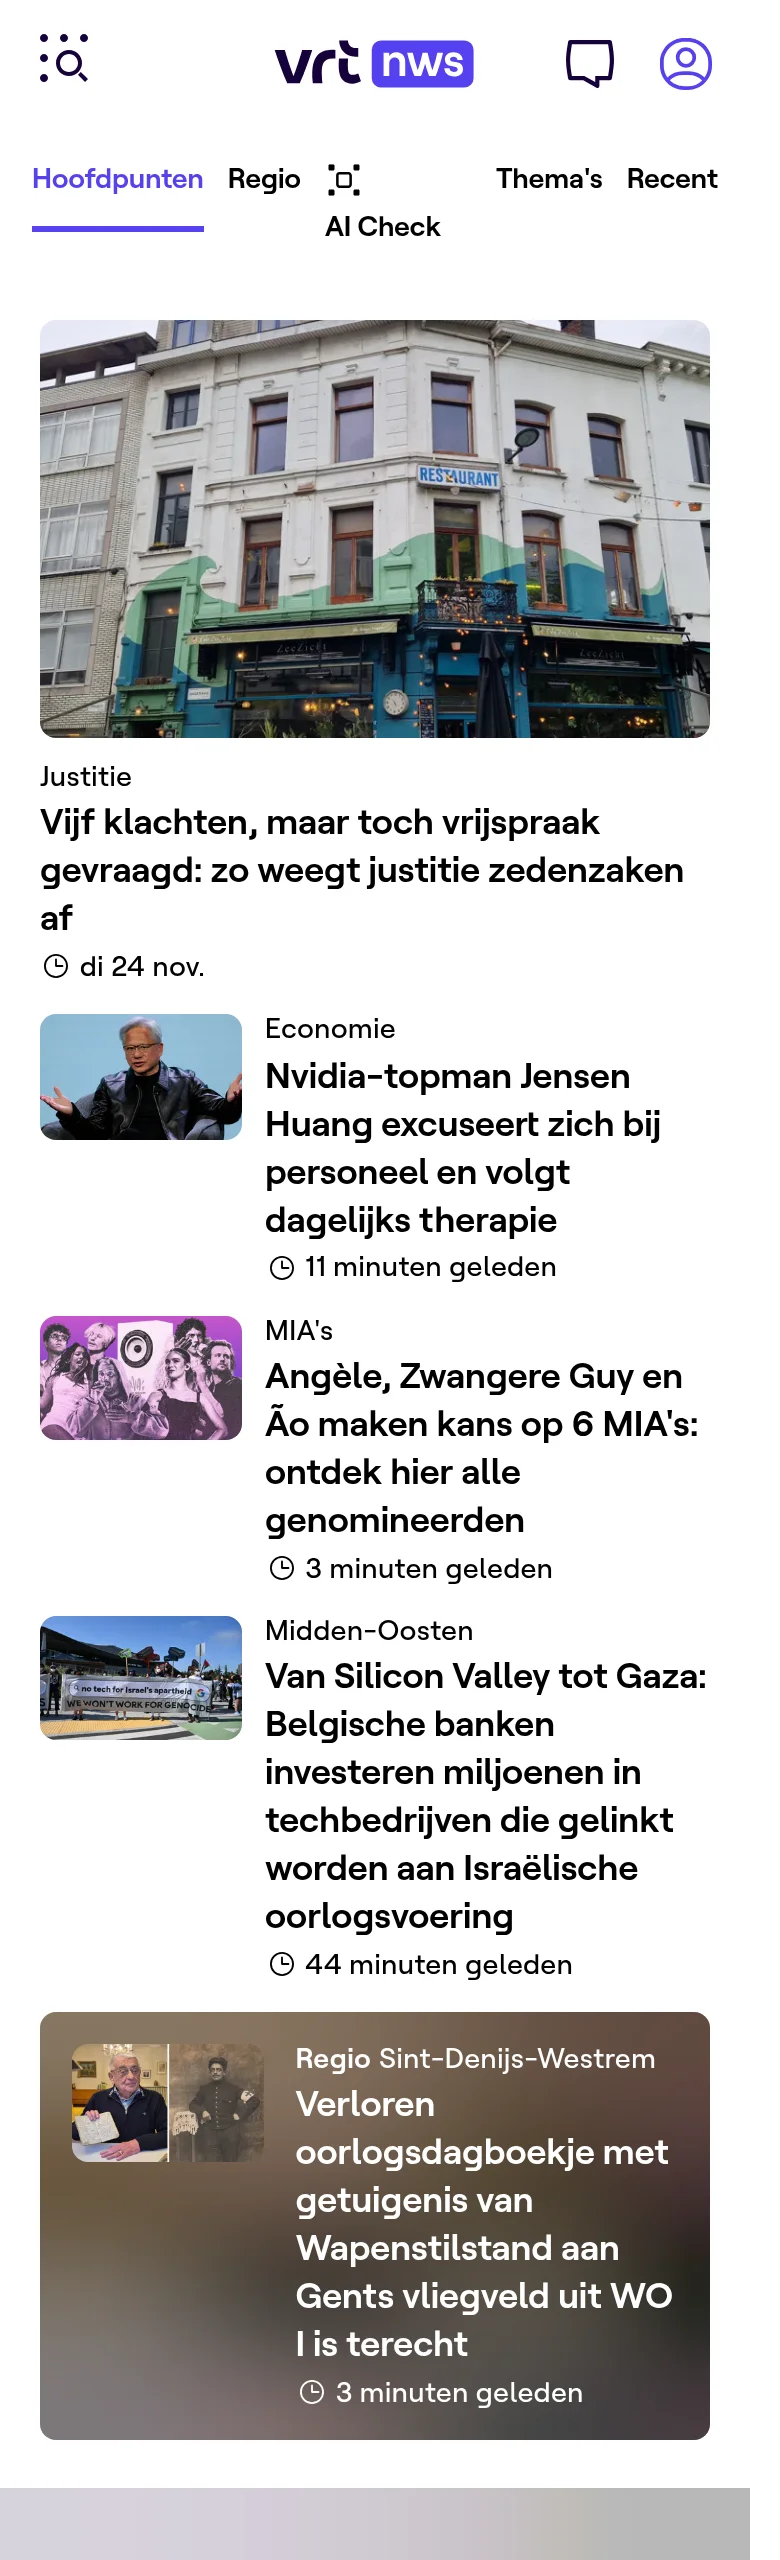 vrt nws
Hoofdpunten
Regio
AI Check
Thema's
Recent
RESTAURANT
ZeeZicht
ZeeZicht
Justitie
Vijf klachten, maar toch vrijspraak
gevraagd: zo weegt justitie zedenzaken
af
di 24 nov.
Economie
Nvidia-topman Jensen
Huang excuseert zich bij
personeel en volgt
dagelijks therapie
11 minuten geleden
MIA's
Angèle, Zwangere Guy en
Ão maken kans op 6 MIA's:
ontdek hier alle
genomineerden
3 minuten geleden
no tech for Israel's apartheid G
WE WON'T WORK FOR GENOCIDE
Midden-Oosten
Van Silicon Valley tot Gaza:
Belgische banken
investeren miljoenen in
techbedrijven die gelinkt
worden aan Israëlische
oorlogsvoering
44 minuten geleden
Regio Sint-Denijs-Westrem
Verloren
oorlogsdagboekje met
getuigenis van
Wapenstilstand aan
Gents vliegveld uit WO
I is terecht
3 minuten geleden